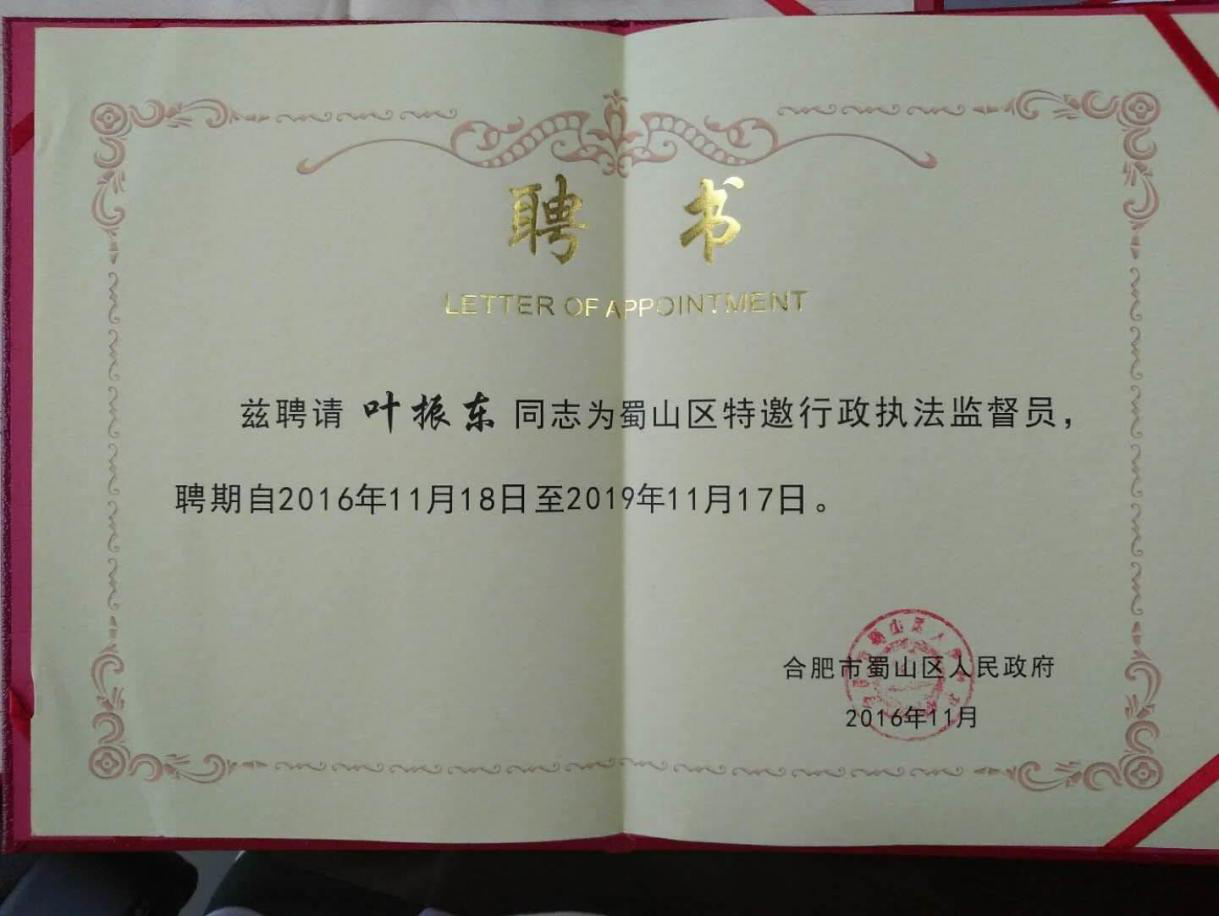 聘 书
LETTER OF APPOINTMENT
兹聘请 叶振东 同志为蜀山区特邀行政执法监督员，
聘期自2016年11月18日至2019年11月17日。
合肥市蜀山区人民政府
2016年11月